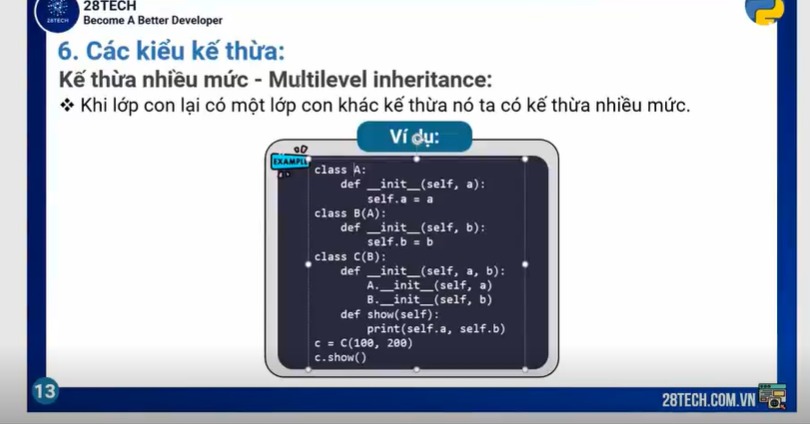 28TECH
Become A Better Developer
28TECH
6. Các kiểu kế thừa:
Kế thừa nhiều mức - Multilevel inheritance:
❖ Khi lớp con lại có một lớp con khác kế thừa nó ta có kế thừa nhiều mức.
Ví dụ:
EXAMPLE
class A:
    def __init__(self, a):
        self.a = a
class B(A):
    def __init__(self, b):
        self.b = b
class C(B):
    def __init__(self, a, b):
        A.__init__(self, a)
        B.__init__(self, b)
    def show(self):
        print(self.a, self.b)
c = C(100, 200)
c.show()
13
28TECH.COM.VN